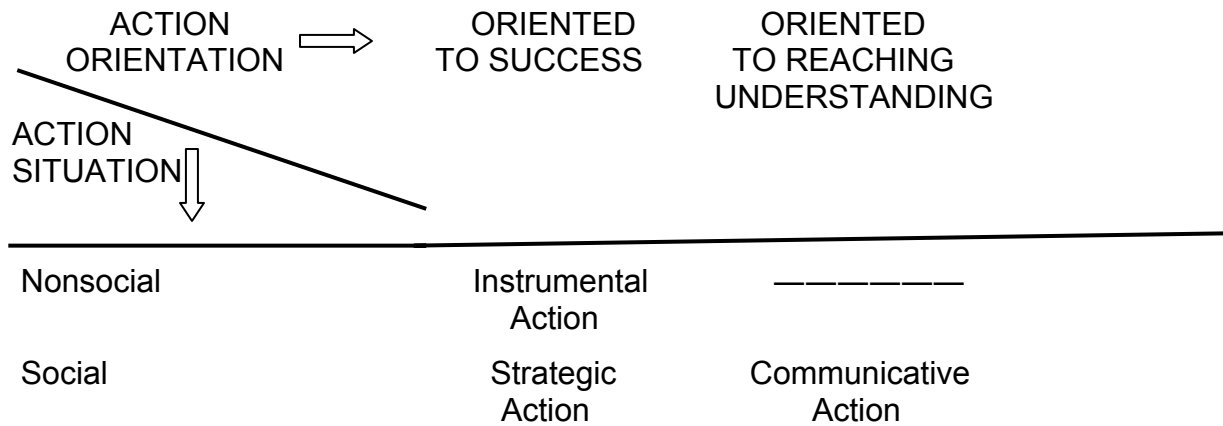 ACTION ORIENTED ORIENTED
ORIENTATION TO SUCCESS TO REACHING
UNDERSTANDING
ACTION
SITUATION
Nonsocial Instrumental ——————
Action
Social Strategic Communicative
Action Action